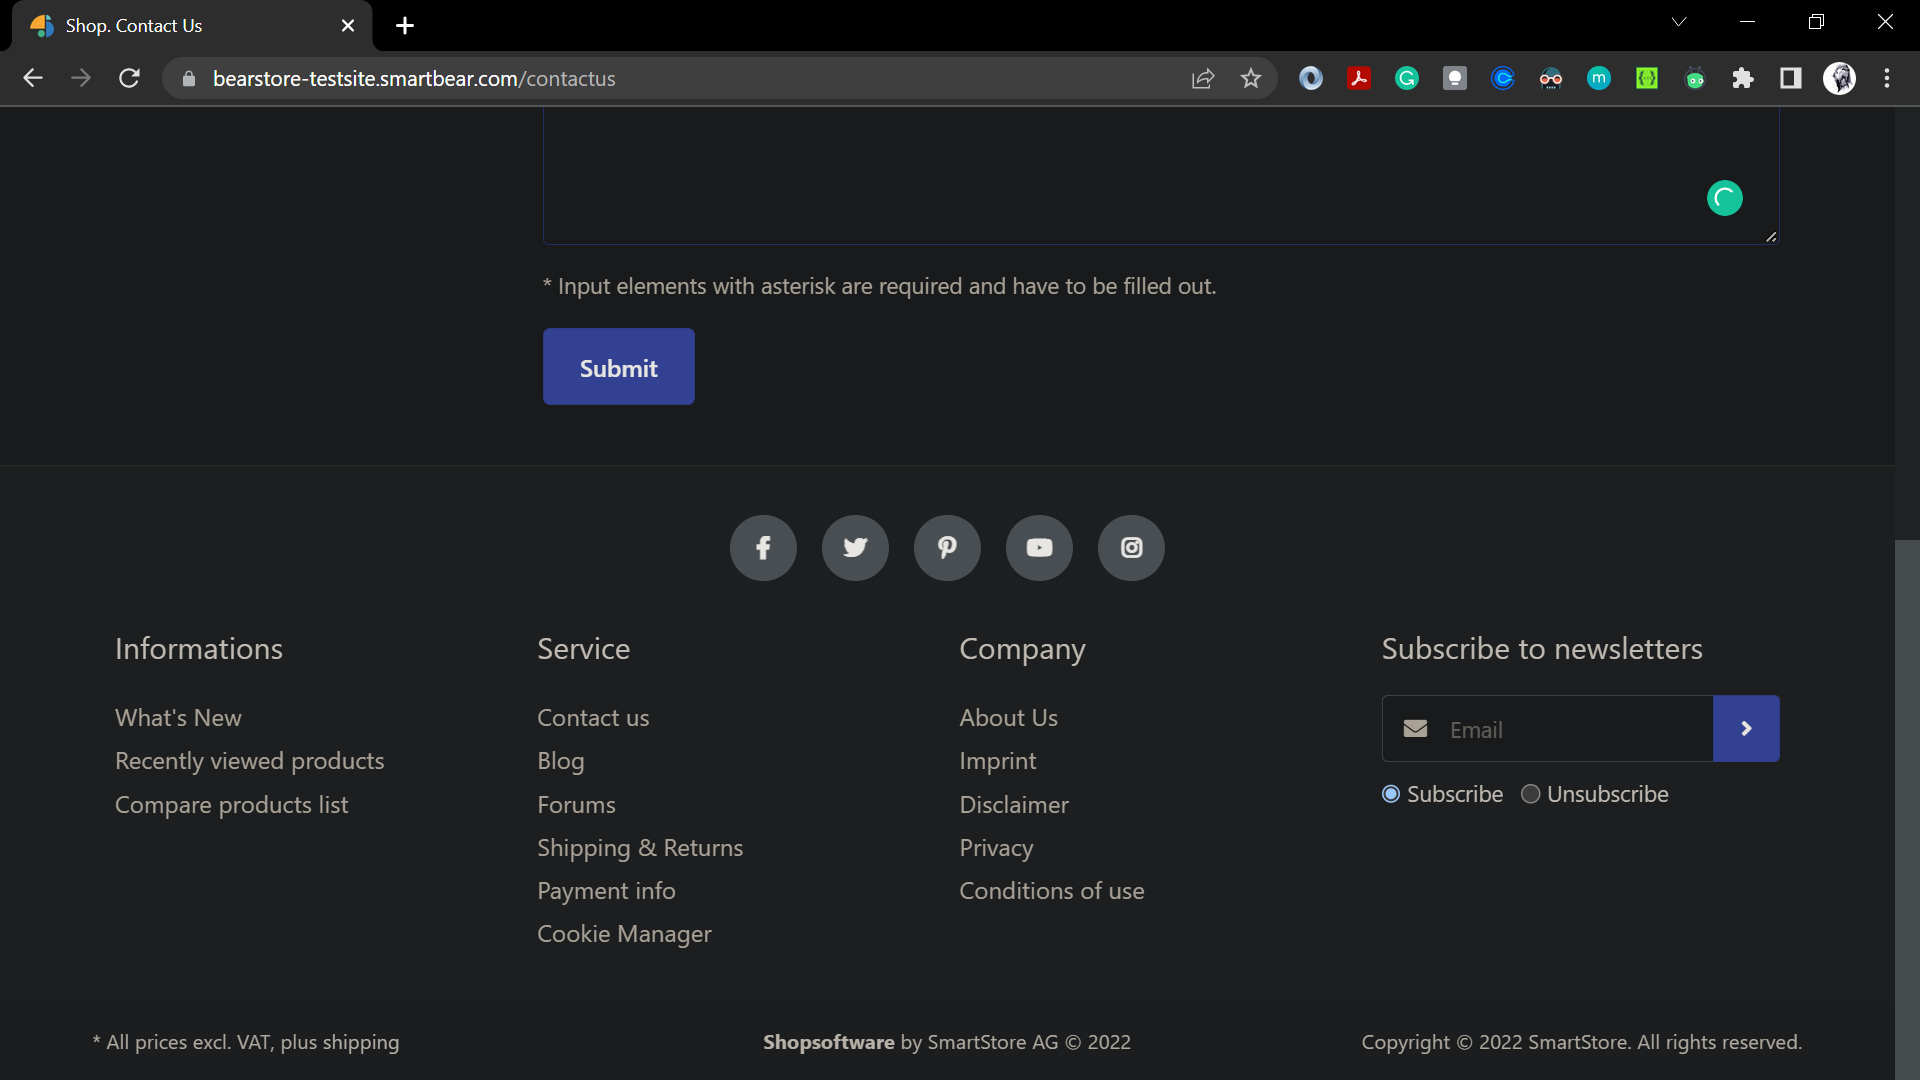 Shop. Contact Us
bearstore-testsite.smartbear.com/contactus
* Input elements with asterisk are required and have to be filled out.
Submit
Informations
What's New
Recently viewed products
Compare products list
Service
Contact us
Blog
Forums
Shipping & Returns
Payment info
Cookie Manager
Company
About Us
Imprint
Disclaimer
Privacy
Conditions of use
Subscribe to newsletters
Email
Subscribe Unsubscribe
* All prices excl. VAT, plus shipping
Shopsoftware by SmartStore AG © 2022
Copyright © 2022 SmartStore. All rights reserved.